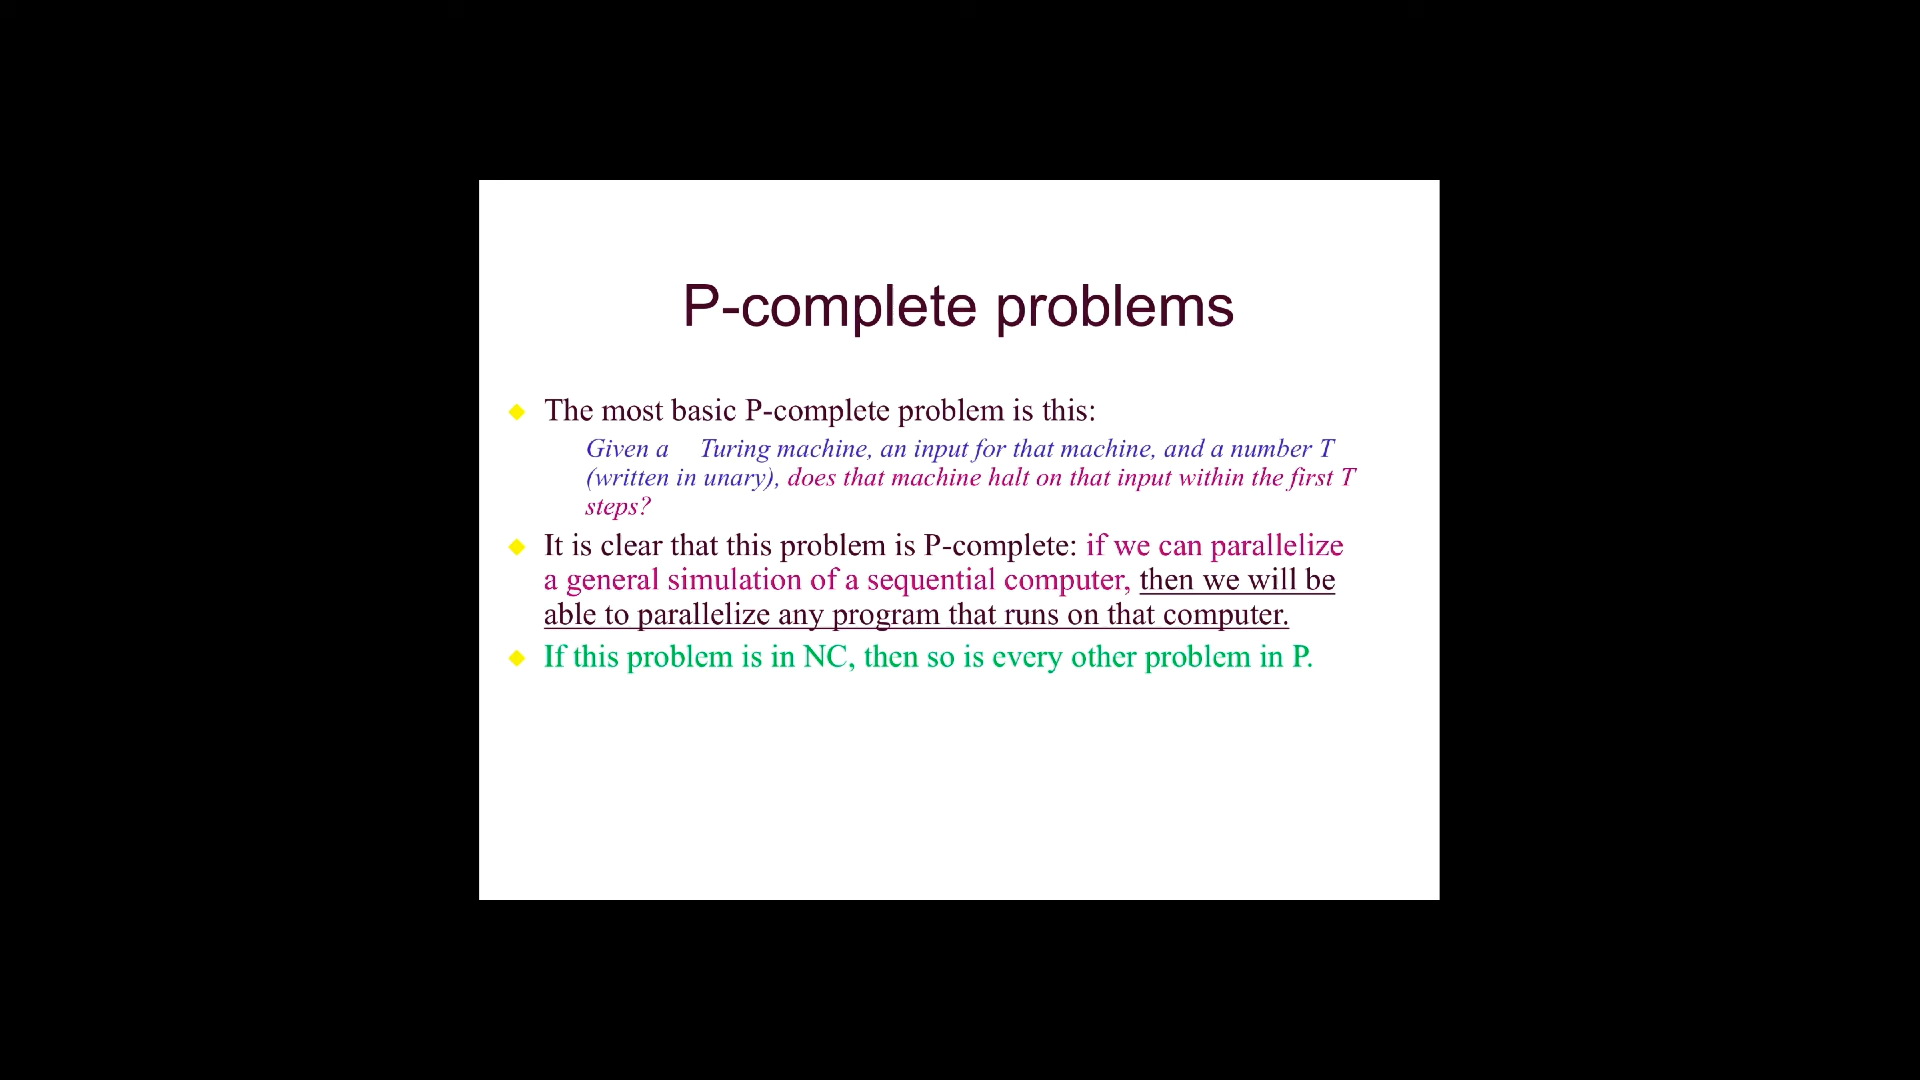 P-complete problems
The most basic P-complete problem is this:
Given a Turing machine, an input for that machine, and a number T
(written in unary), does that machine halt on that input within the first T
steps?
It is clear that this problem is P-complete: if we can parallelize
a general simulation of a sequential computer, then we will be
able to parallelize any program that runs on that computer.
If this problem is in NC, then so is every other problem in P.